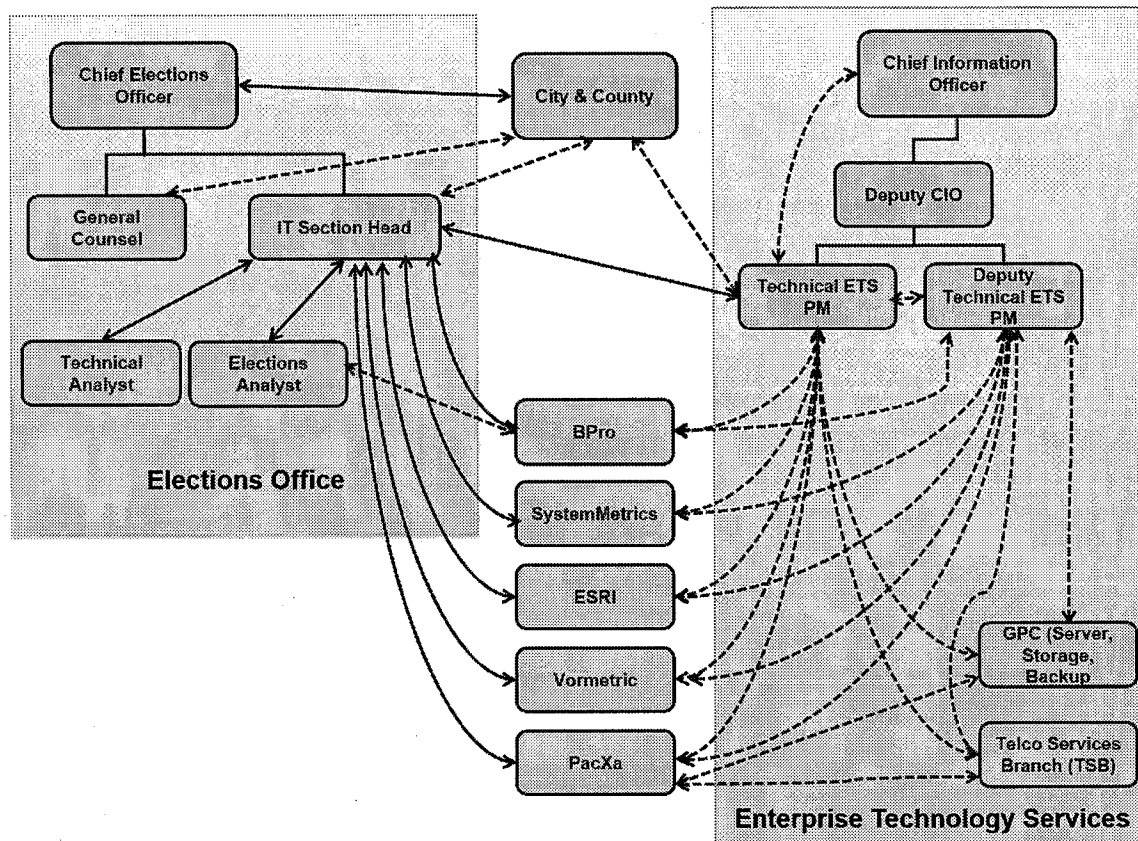 Chief Elections
Officer
City & County
Chief Information
Officer
General
Counsel
IT Section Head
Deputy CIO
Technical ETS
PM
Deputy
Technical ETS
PM
Technical
Analyst
Elections
Analyst
Elections Office
BPro
SystemMetrics
ESRI
Vormetric
PacXa
GPC (Server,
Storage,
Backup
Telco Services
Branch (TSB)
Enterprise Technology Services